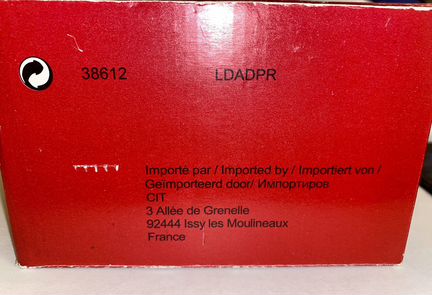 38612 LDADPR
Importé par / Imported by / Importiert von /
Geïmporteerd door/ Импортиров
CIT
3 Allée de Grenelle
92444 Issy les Moulineaux
France